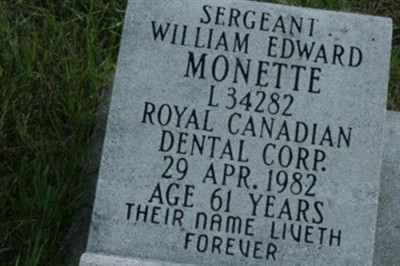 SERGEANT
WILLIAM EDWARD
MONETTE
L 34282
ROYAL CANADIAN
DENTAL CORP.
29 APR. 1982
AGE 61 YEARS
THEIR NAME LIVETH
FOREVER